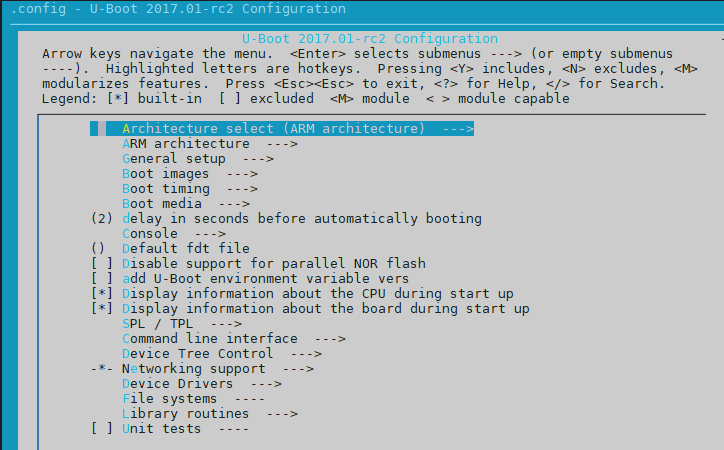 .config - U-Boot 2017.01-rc2 Configuration
U-Boot 2017.01-rc2 Configuration
Arrow keys navigate the menu.  <Enter> selects submenus ---> (or empty submenus
----).  Highlighted letters are hotkeys.  Pressing <Y> includes, <N> excludes, <M>
modularizes features.  Press <Esc><Esc> to exit, <?> for Help, </> for Search.
Legend: [*] built-in  [ ] excluded  <M> module  < > module capable
Architecture select (ARM architecture)  --->
ARM architecture  --->
General setup  --->
Boot images  --->
Boot timing  --->
Boot media  --->
(2) delay in seconds before automatically booting
Console  --->
()  Default fdt file
[ ] Disable support for parallel NOR flash
[ ] add U-Boot environment variable vers
[*] Display information about the CPU during start up
[*] Display information about the board during start up
SPL / TPL  --->
Command line interface  --->
Device Tree Control  --->
-*- Networking support  --->
Device Drivers  --->
File systems  ----
Library routines  --->
[ ] Unit tests  ----